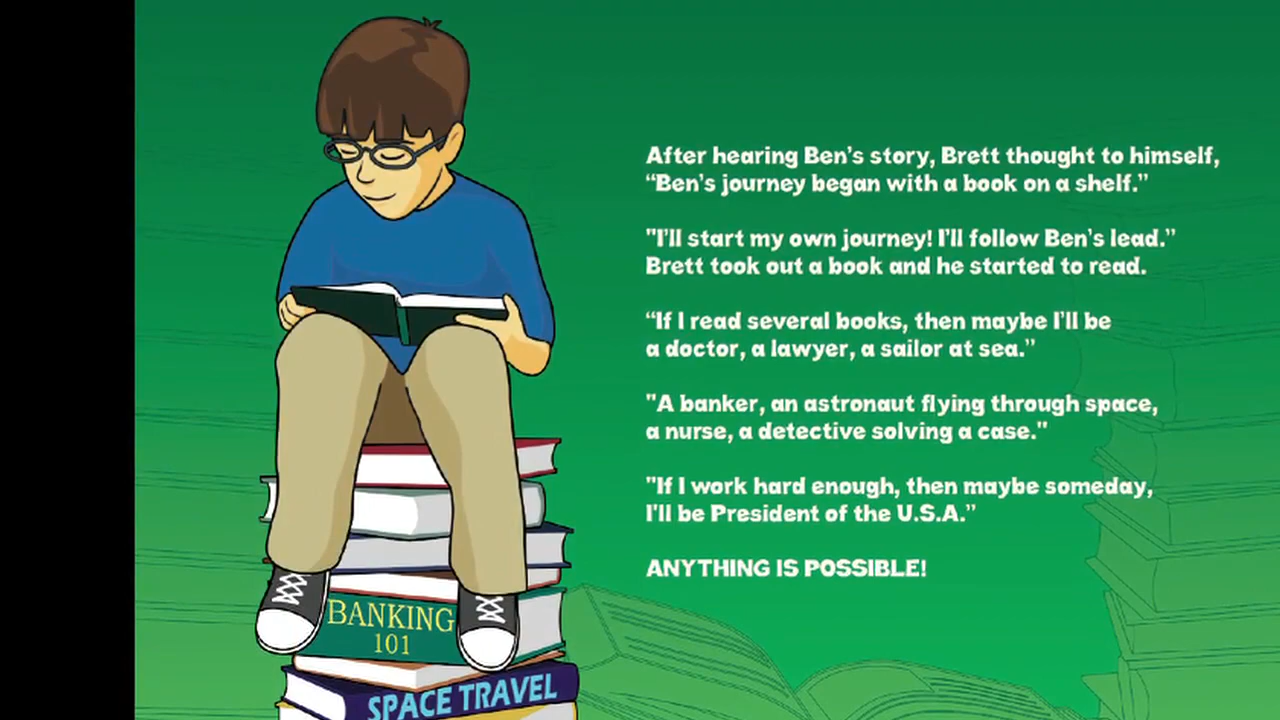 After hearing Ben's story, Brett thought to himself,
“Ben's journey began with a book on a shelf.”
"I'll start my own journey! I'll follow Ben's lead.”
Brett took out a book and he started to read.
“If I read several books, then maybe I'll be
a doctor, a lawyer, a sailor at sea.”
"A banker, an astronaut flying through space,
a nurse, a detective solving a case."
"If I work hard enough, then maybe someday,
I'll be President of the U.S.A.”
ANYTHING IS POSSIBLE!
BANKING
101
SPACE TRAVEL